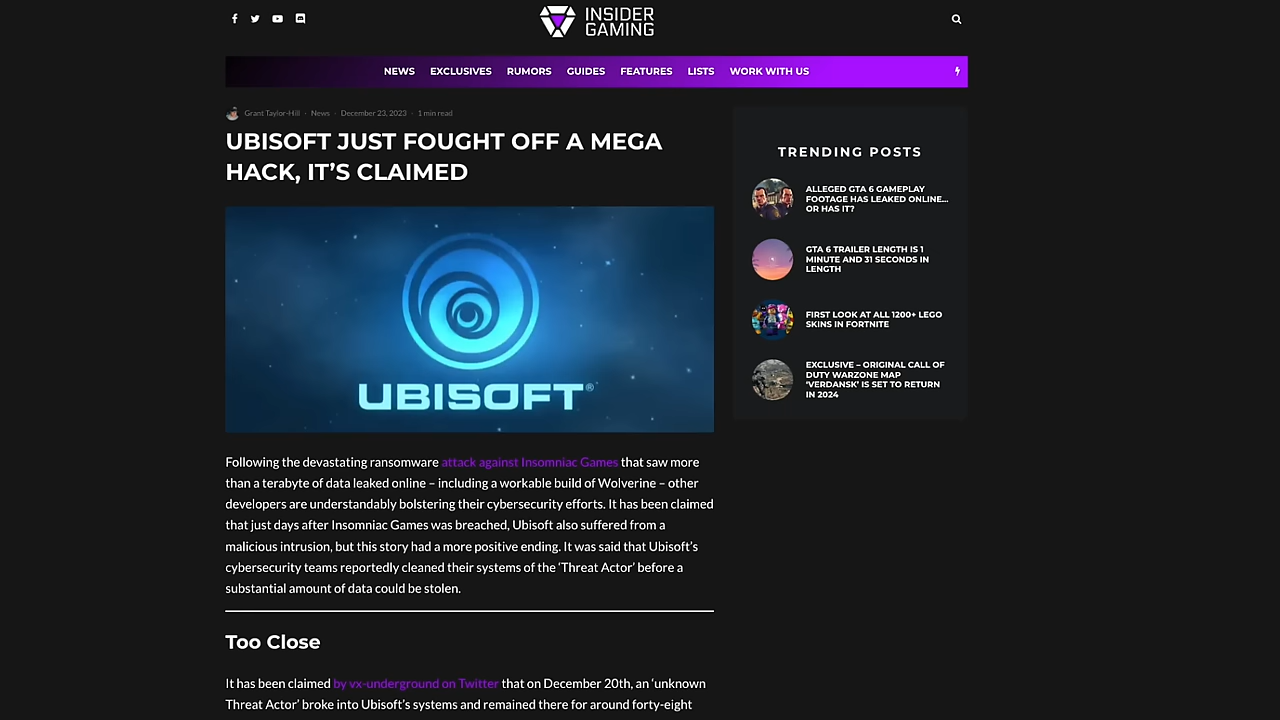 INSIDER
GAMING
NEWS EXCLUSIVES RUMORS GUIDES FEATURES LISTS WORK WITH US
Grant Taylor-Hill · News · December 23, 2023 · 1 min read
UBISOFT JUST FOUGHT OFF A MEGA
HACK, IT’S CLAIMED
UBISOFT®
Following the devastating ransomware attack against Insomniac Games that saw more
than a terabyte of data leaked online – including a workable build of Wolverine – other
developers are understandably bolstering their cybersecurity efforts. It has been claimed
that just days after Insomniac Games was breached, Ubisoft also suffered from a
malicious intrusion, but this story had a more positive ending. It was said that Ubisoft’s
cybersecurity teams reportedly cleaned their systems of the ‘Threat Actor’ before a
substantial amount of data could be stolen.
Too Close
It has been claimed by vx-underground on Twitter that on December 20th, an ‘unknown
Threat Actor’ broke into Ubisoft’s systems and remained there for around forty-eight
TRENDING POSTS
ALLEGED GTA 6 GAMEPLAY
FOOTAGE HAS LEAKED ONLINE…
OR HAS IT?
GTA 6 TRAILER LENGTH IS 1
MINUTE AND 31 SECONDS IN
LENGTH
FIRST LOOK AT ALL 1200+ LEGO
SKINS IN FORTNITE
EXCLUSIVE – ORIGINAL CALL OF
DUTY WARZONE MAP
‘VERDANSK’ IS SET TO RETURN
IN 2024